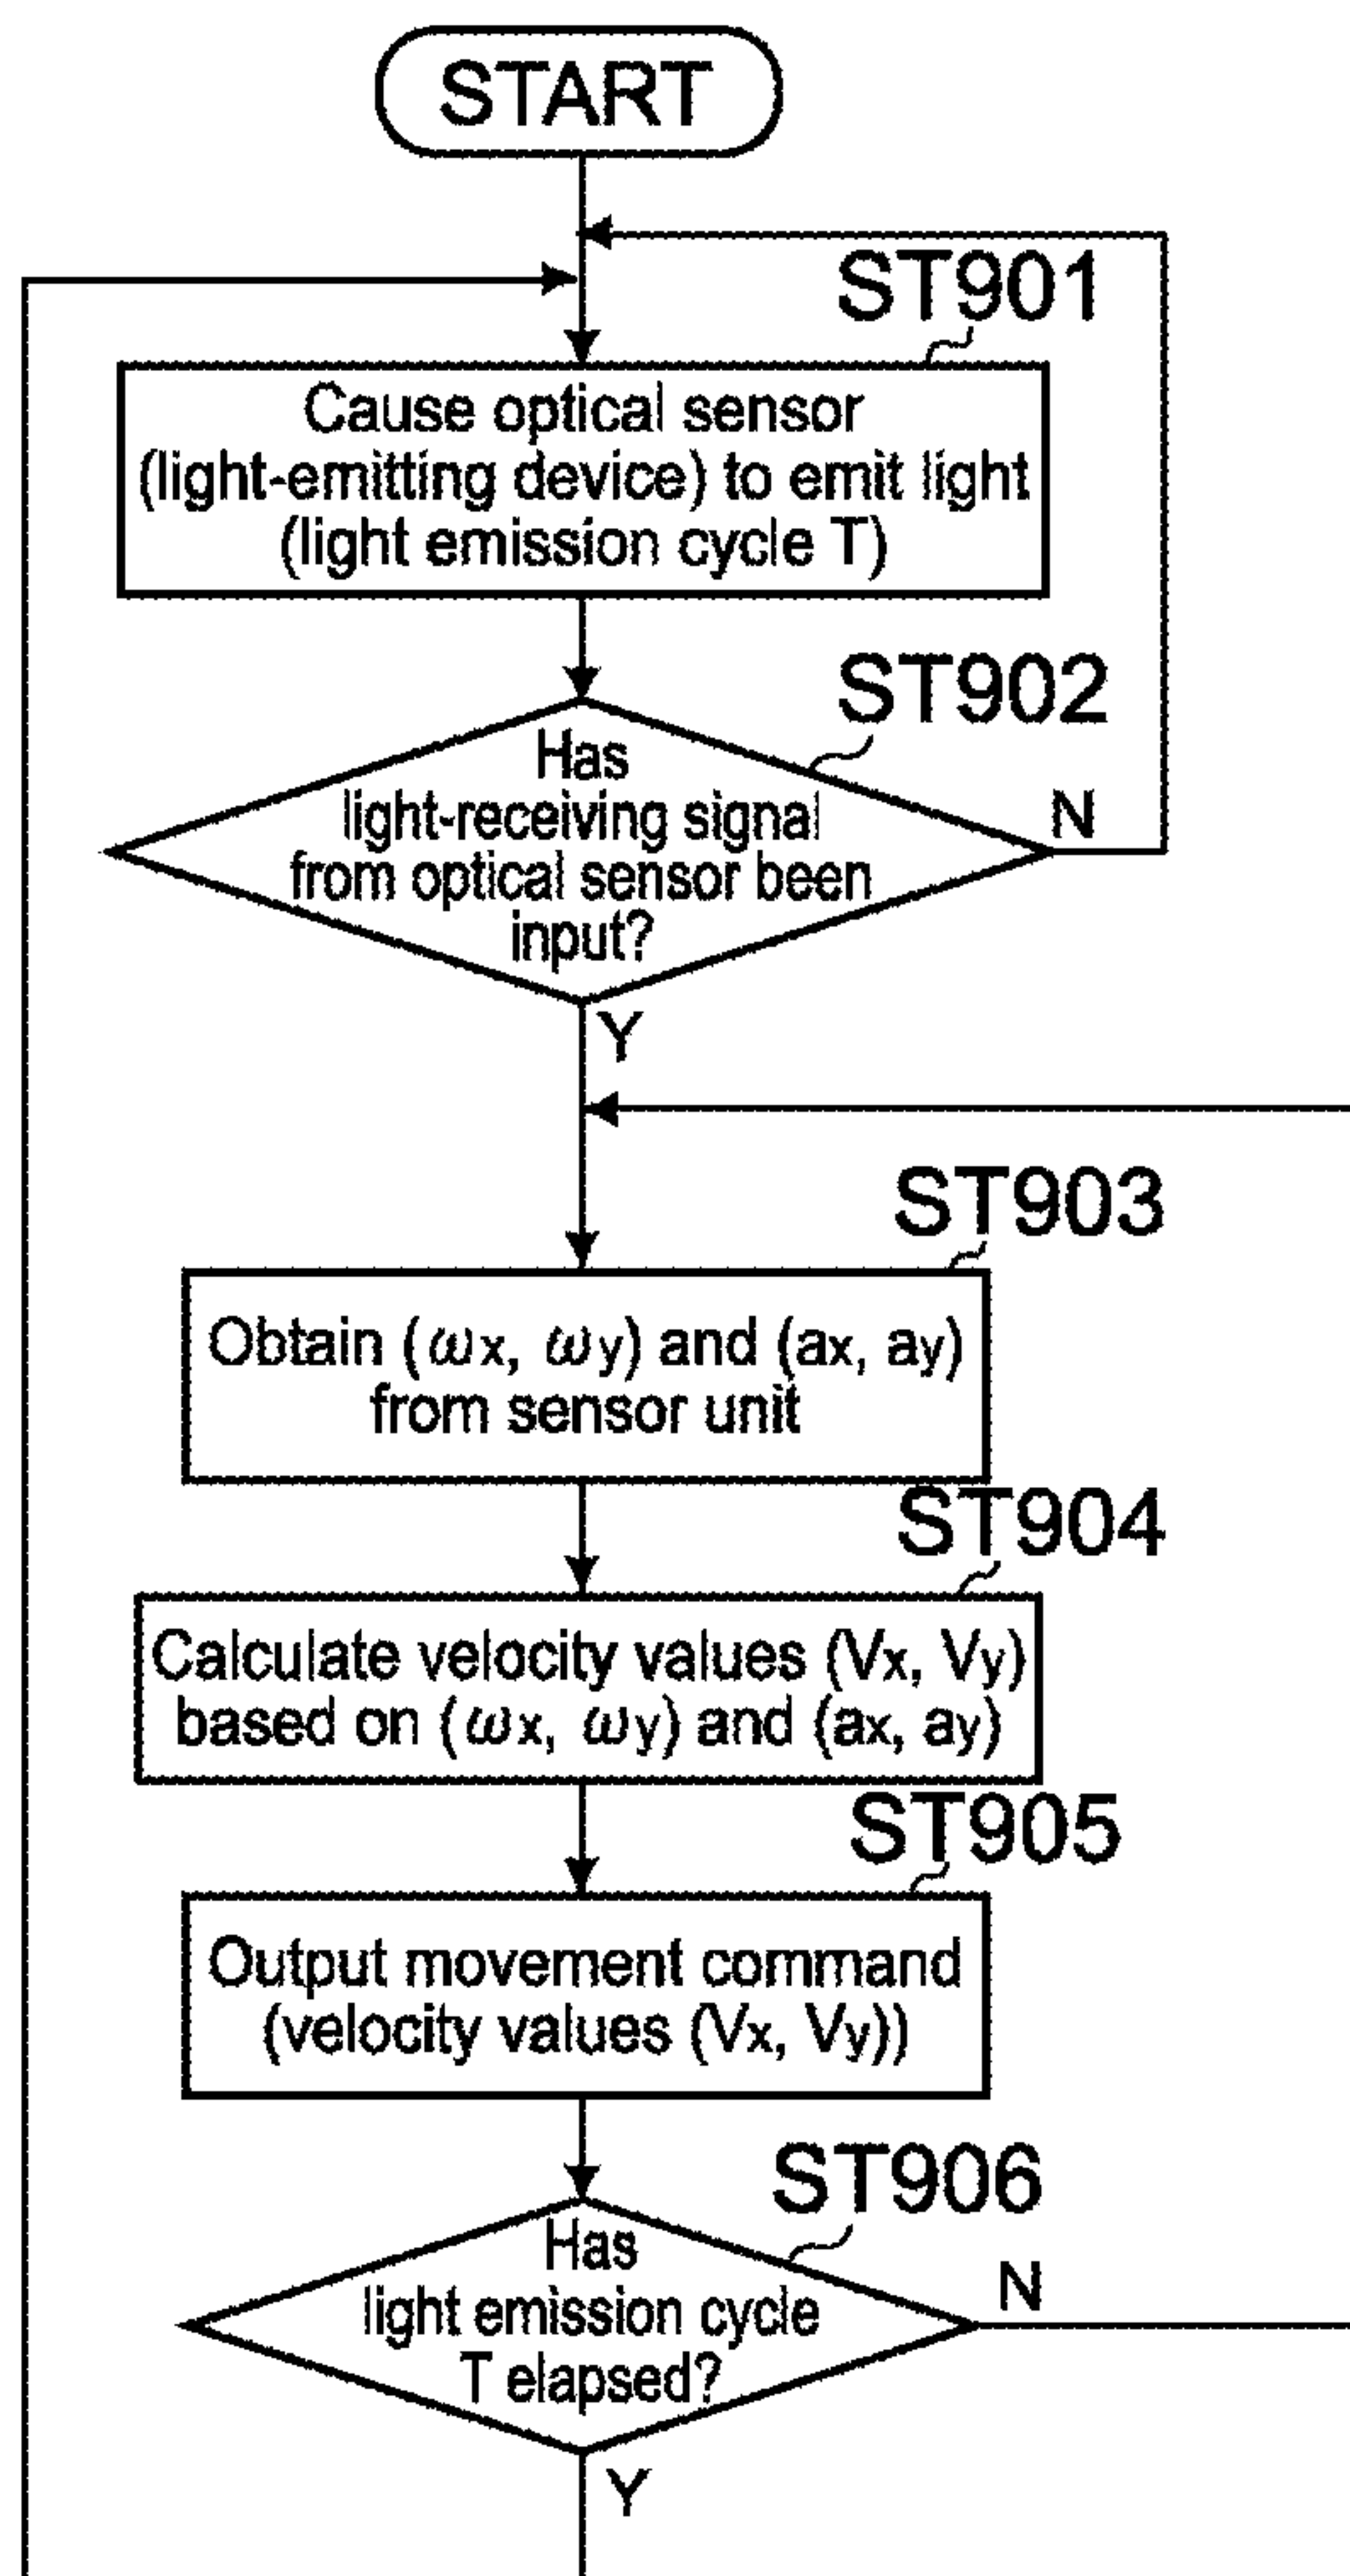 START
ST901
Cause optical sensor
(light-emitting device) to emit light
(light emission cycle T)
ST902
Has
light-receiving signal
from optical sensor been
input?
N
Y
ST903
Obtain (ωx, ωy) and (ax, ay)
from sensor unit
ST904
Calculate velocity values (Vx, Vy)
based on (ωx, ωy) and (ax, ay)
ST905
Output movement command
(velocity values (Vx, Vy))
ST906
Has
light emission cycle
T elapsed?
N
Y